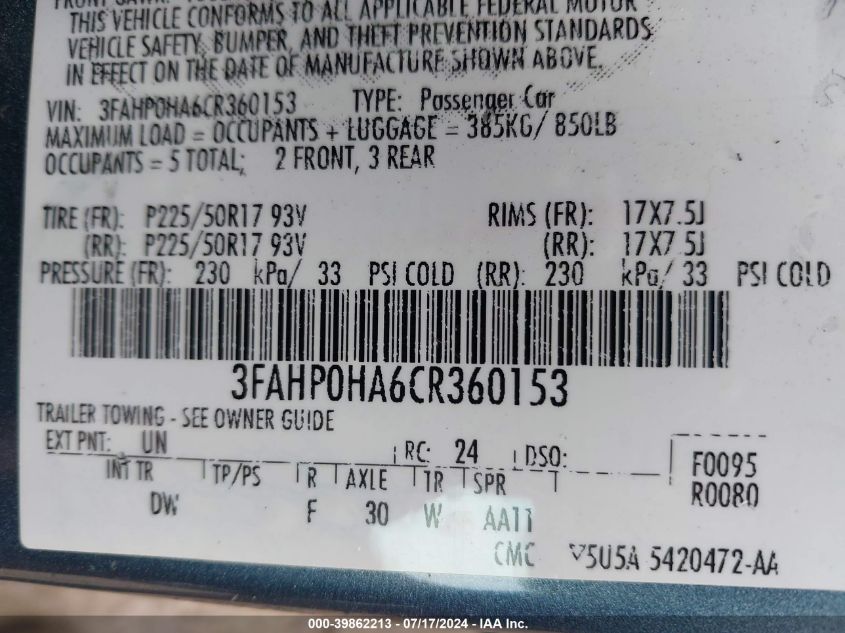 THIS VEHICLE CONFORMS TO ALL APPLICABLE FEDERAL MOTOR
VEHICLE SAFETY, BUMPER, AND THEFT PREVENTION STANDARDS
IN EFFECT ON THE DATE OF MANUFACTURE SHOWN ABOVE.
VIN: 3FAHP0HA6CR360153 TYPE: Passenger Car
MAXIMUM LOAD = OCCUPANTS + LUGGAGE = 385KG/ 850LB
OCCUPANTS = 5 TOTAL; 2 FRONT, 3 REAR
TIRE (FR): P225/50R17 93V RIMS (FR): 17X7.5J
(RR): P225/50R17 93V (RR): 17X7.5J
PRESSURE (FR): 230 kPa/ 33 PSI COLD (RR): 230 kPa/ 33 PSI COLD
3FAHP0HA6CR360153
TRAILER TOWING - SEE OWNER GUIDE
EXT PNT: UN RC: 24 DSO: F0095
INT TR TP/PS R AXLE TR SPR R0080
DW F 30 W AA11
CMC V5U5A 5420472-AA
000-39862213 - 07/17/2024 - IAA Inc.